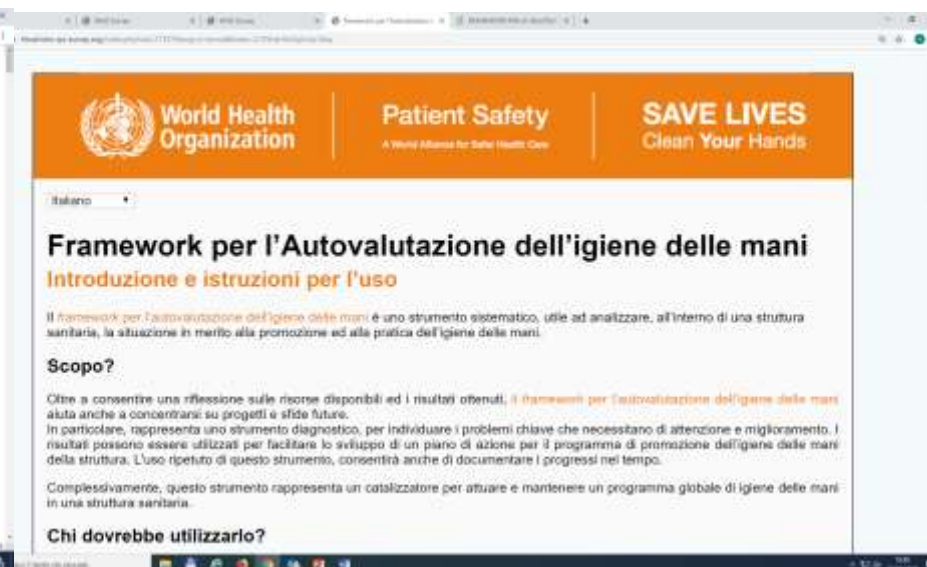 World Health
Organization
Patient Safety
A World Alliance for Safer Health Care
SAVE LIVES
Clean Your Hands
Italiano
Framework per l'Autovalutazione dell'igiene delle mani
Introduzione e istruzioni per l'uso
Il framework per l'autovalutazione dell'igiene delle mani è uno strumento sistematico, utile ad analizzare, all'interno di una struttura
sanitaria, la situazione in merito alla promozione ed alla pratica dell'igiene delle mani.
Scopo?
Oltre a consentire una riflessione sulle risorse disponibili ed i risultati ottenuti, il framework per l'autovalutazione dell'igiene delle mani
aiuta anche a concentrarsi su progetti e sfide future.
In particolare, rappresenta uno strumento diagnostico, per individuare i problemi chiave che necessitano di attenzione e miglioramento. I
risultati possono essere utilizzati per facilitare lo sviluppo di un piano di azione per il programma di promozione dell'igiene delle mani
della struttura. L'uso ripetuto di questo strumento, consentirà anche di documentare i progressi nel tempo.
Complessivamente, questo strumento rappresenta un catalizzatore per attuare e mantenere un programma globale di igiene delle mani
in una struttura sanitaria.
Chi dovrebbe utilizzarlo?